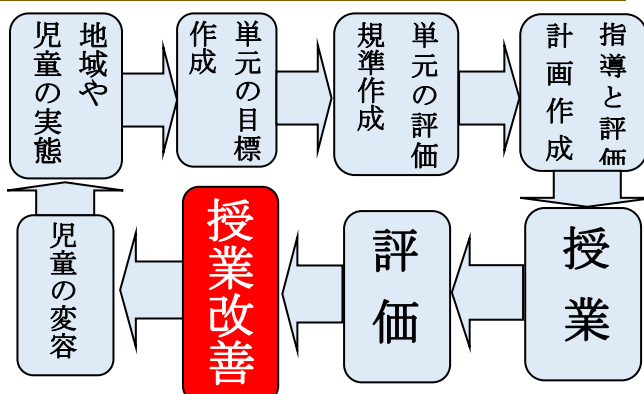 地域や
児童の実態
単元の目標
作成
単元の評価
規準作成
指導と評価
計画作成
授業
評価
授業改善
児童の変容